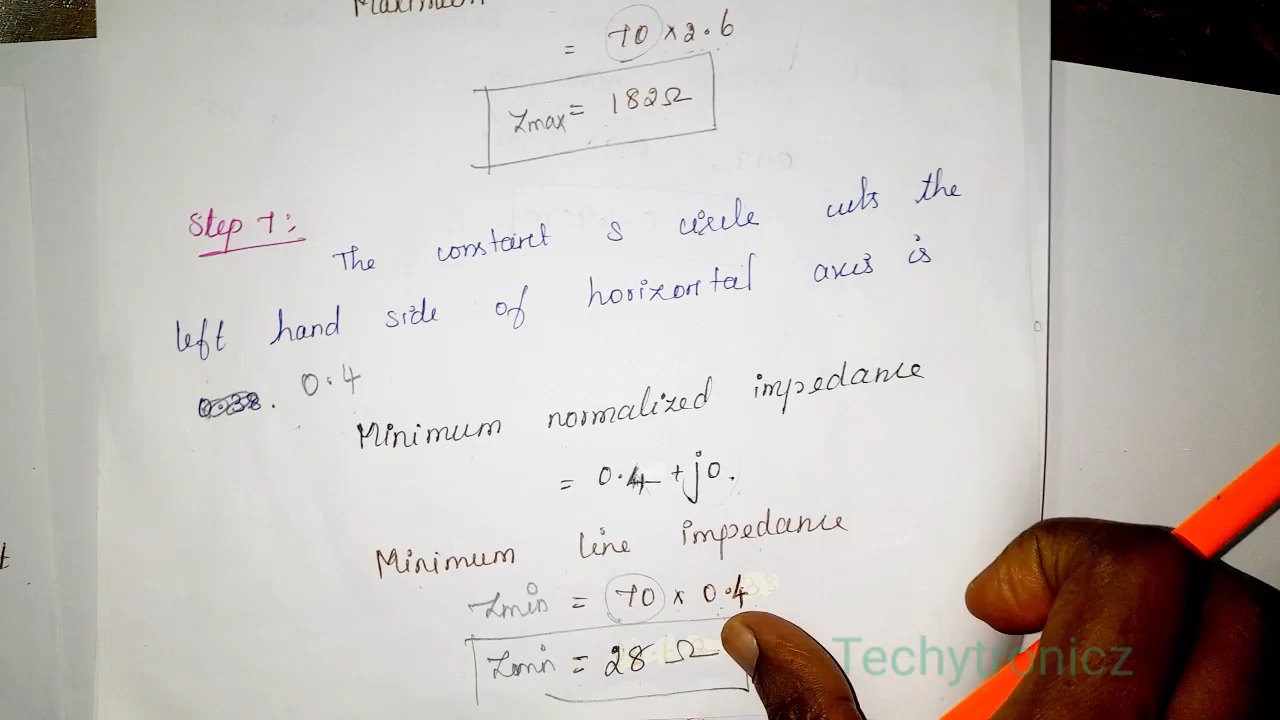 Maximum
= 70 × 2.6
Zmax = 182Ω
Step 7:
The constant s circle cuts the
left hand side of horizontal axis is
0.4
Minimum normalized impedance
= 0.4 + j0.
Minimum line impedance
Zmin = 70 × 0.4
Zmin = 28 Ω
Techytronicz